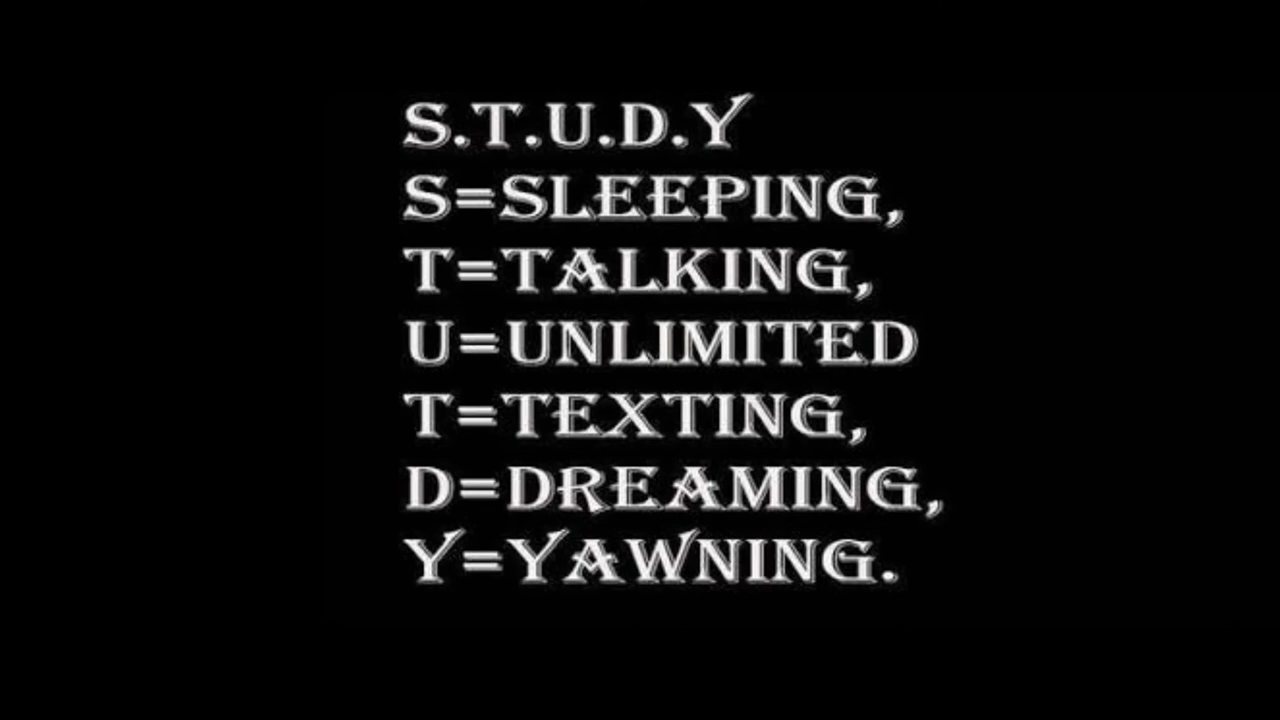 S.T.U.D.Y
S=SLEEPING,
T=TALKING,
U=UNLIMITED
T=TEXTING,
D=DREAMING,
Y=YAWNING.